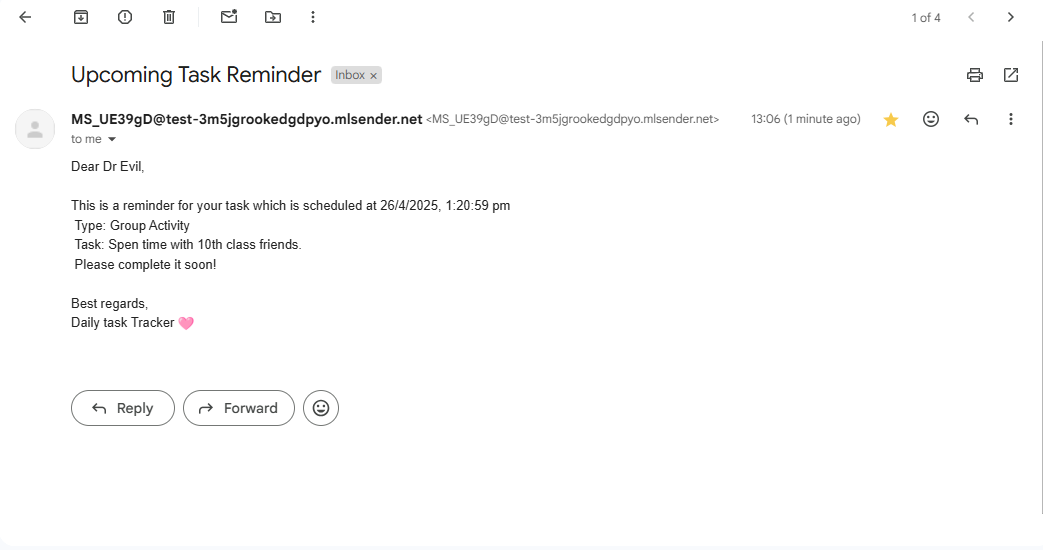 1 of 4
Upcoming Task Reminder Inbox ×
MS_UE39gD@test-3m5jgrookedgdpyo.mlsender.net <MS_UE39gD@test-3m5jgrookedgdpyo.mlsender.net> 13:06 (1 minute ago)
to me
Dear Dr Evil,
This is a reminder for your task which is scheduled at 26/4/2025, 1:20:59 pm
Type: Group Activity
Task: Spen time with 10th class friends.
Please complete it soon!
Best regards,
Daily task Tracker 🩷
Reply Forward